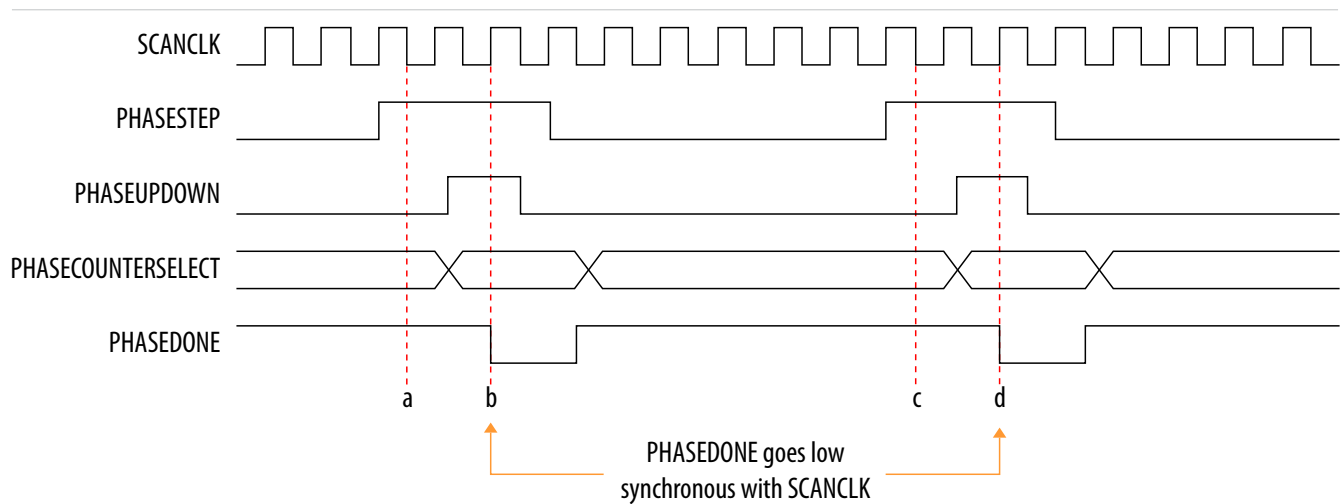 SCANCLK
PHASESTEP
PHASEUPDOWN
PHASECOUNTERSELECT
PHASEDONE
a b c d
PHASEDONE goes low
synchronous with SCANCLK